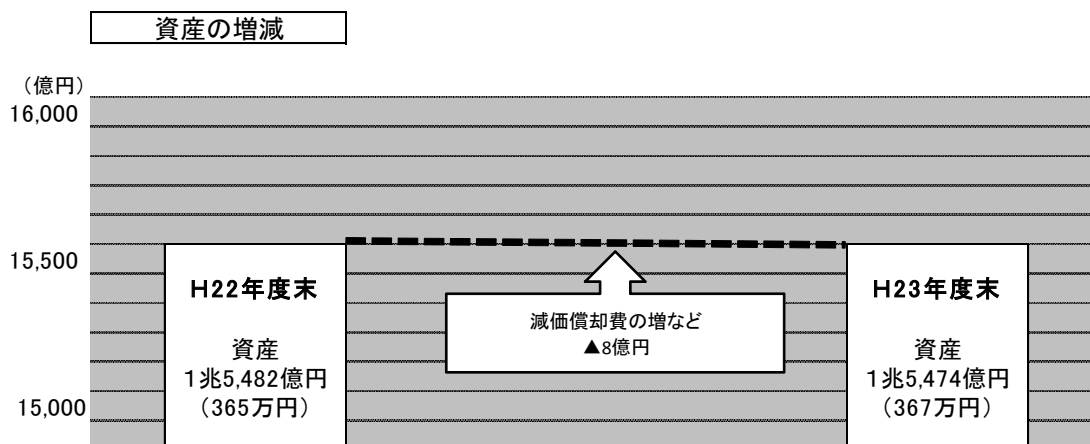 資産の増減
（億円）
16,000
15,500
15,000
H22年度末
資産
1兆5,482億円
（365万円）
減価償却費の増など
▲8億円
H23年度末
資産
1兆5,474億円
（367万円）